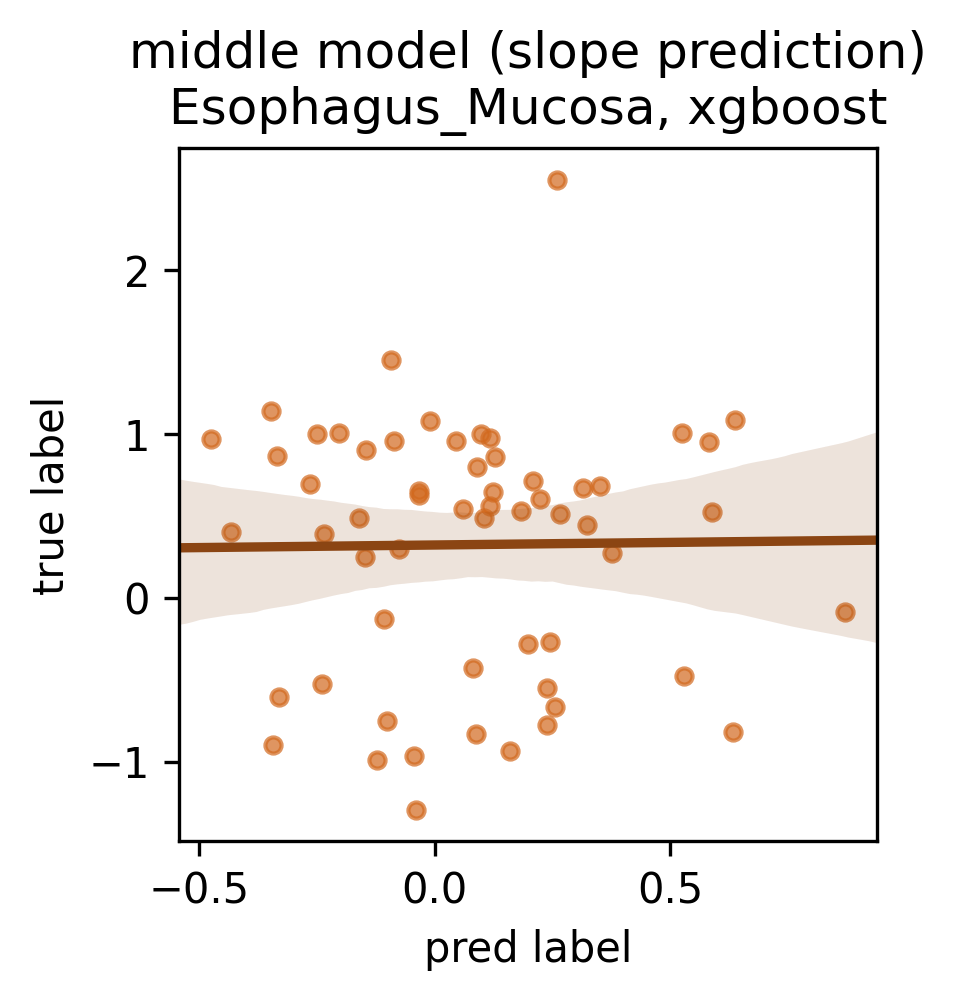 middle model (slope prediction)
Esophagus_Mucosa, xgboost
true label
2
1
0
−1
−0.5
0.0
0.5
pred label